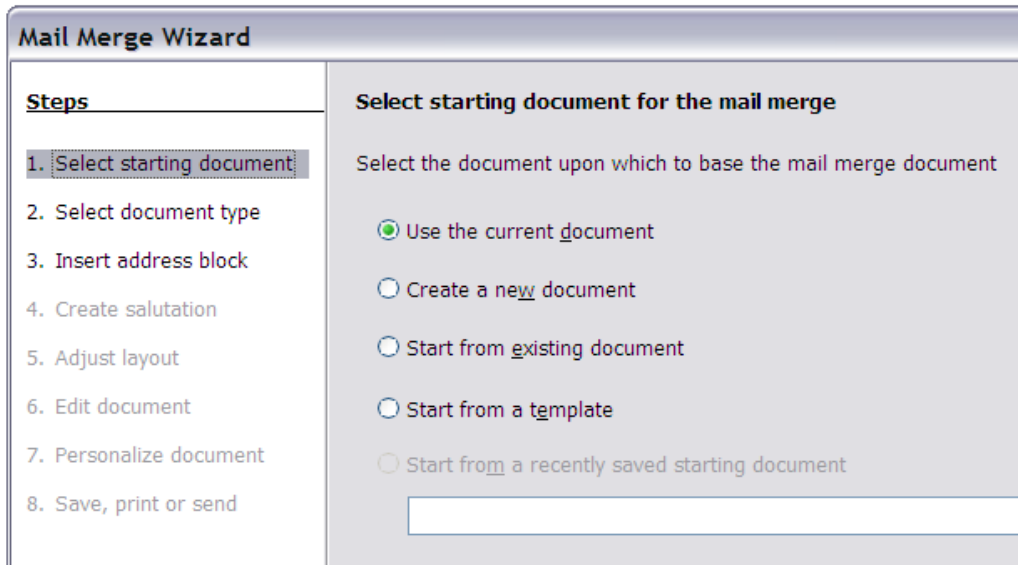 Mail Merge Wizard
Steps
1. Select starting document
2. Select document type
3. Insert address block
4. Create salutation
5. Adjust layout
6. Edit document
7. Personalize document
8. Save, print or send
Select starting document for the mail merge
Select the document upon which to base the mail merge document
Use the current document
Create a new document
Start from existing document
Start from a template
Start from a recently saved starting document